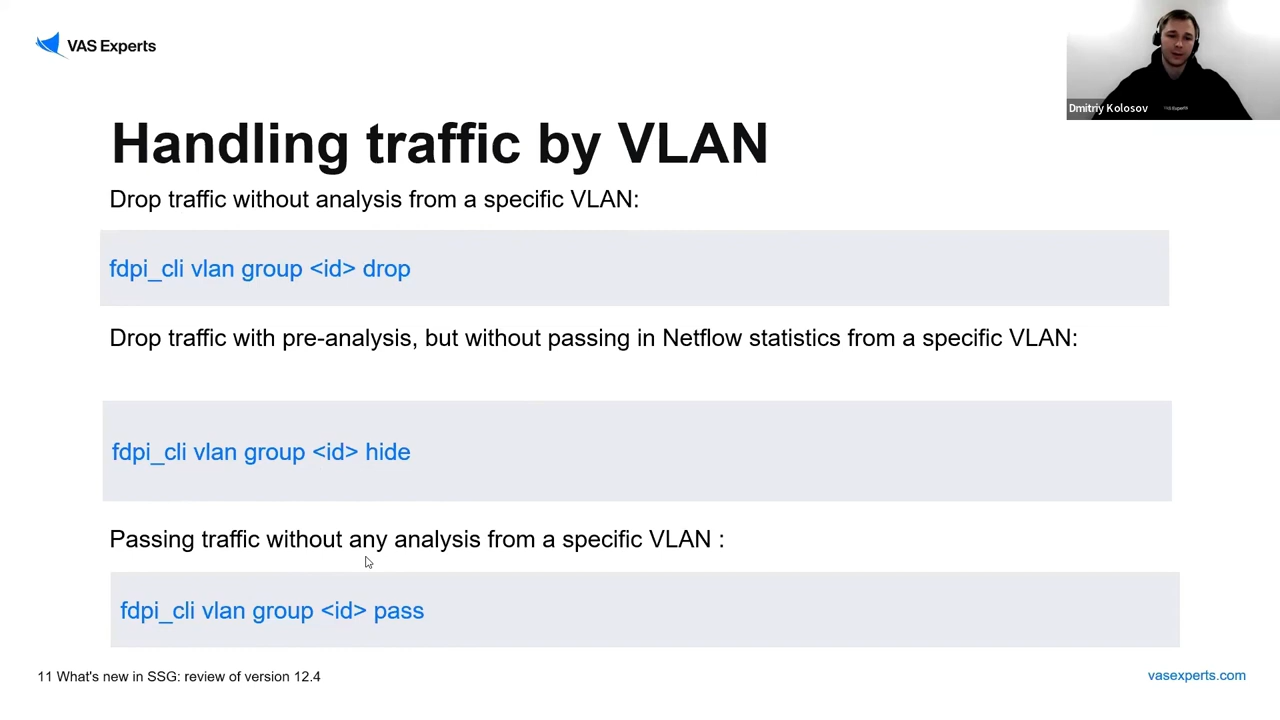 VAS Experts
Dmitriy Kolosov
VAS Experts
Handling traffic by VLAN
Drop traffic without analysis from a specific VLAN:
fdpi_cli vlan group <id> drop
Drop traffic with pre-analysis, but without passing in Netflow statistics from a specific VLAN:
fdpi_cli vlan group <id> hide
Passing traffic without any analysis from a specific VLAN :
fdpi_cli vlan group <id> pass
11 What's new in SSG: review of version 12.4
vasexperts.com